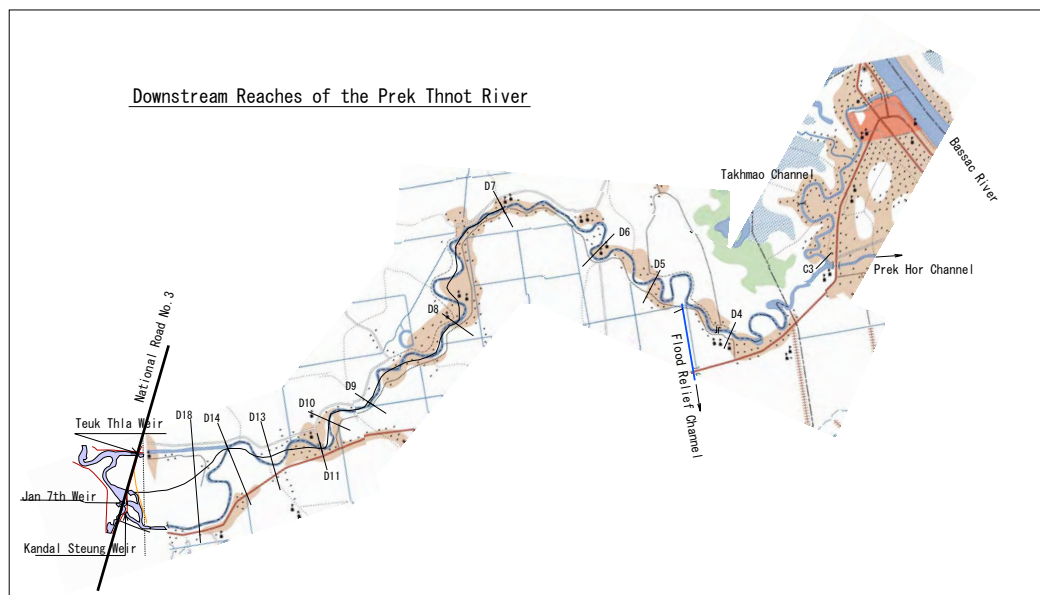 Downstream Reaches of the Prek Thnot River
Bassac River
Takhmao Channel
C3
Prek Hor Channel
D7
D6
D5
D4
Flood Relief Channel
D8
D9
D10
D11
D13
D14
D18
National Road No.3
Teuk Thla Weir
Jan 7th Weir
Kandal Steung Weir